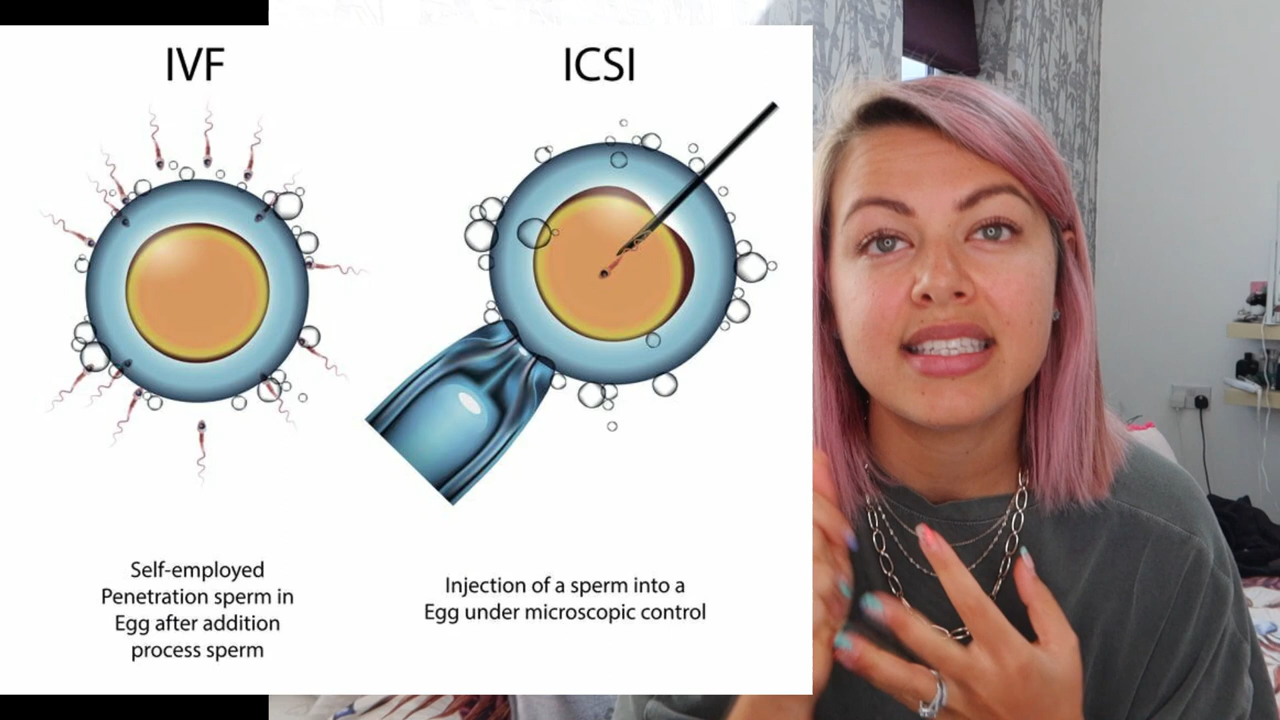 IVF
ICSI
Self-employed
Penetration sperm in
Egg after addition
process sperm
Injection of a sperm into a
Egg under microscopic control